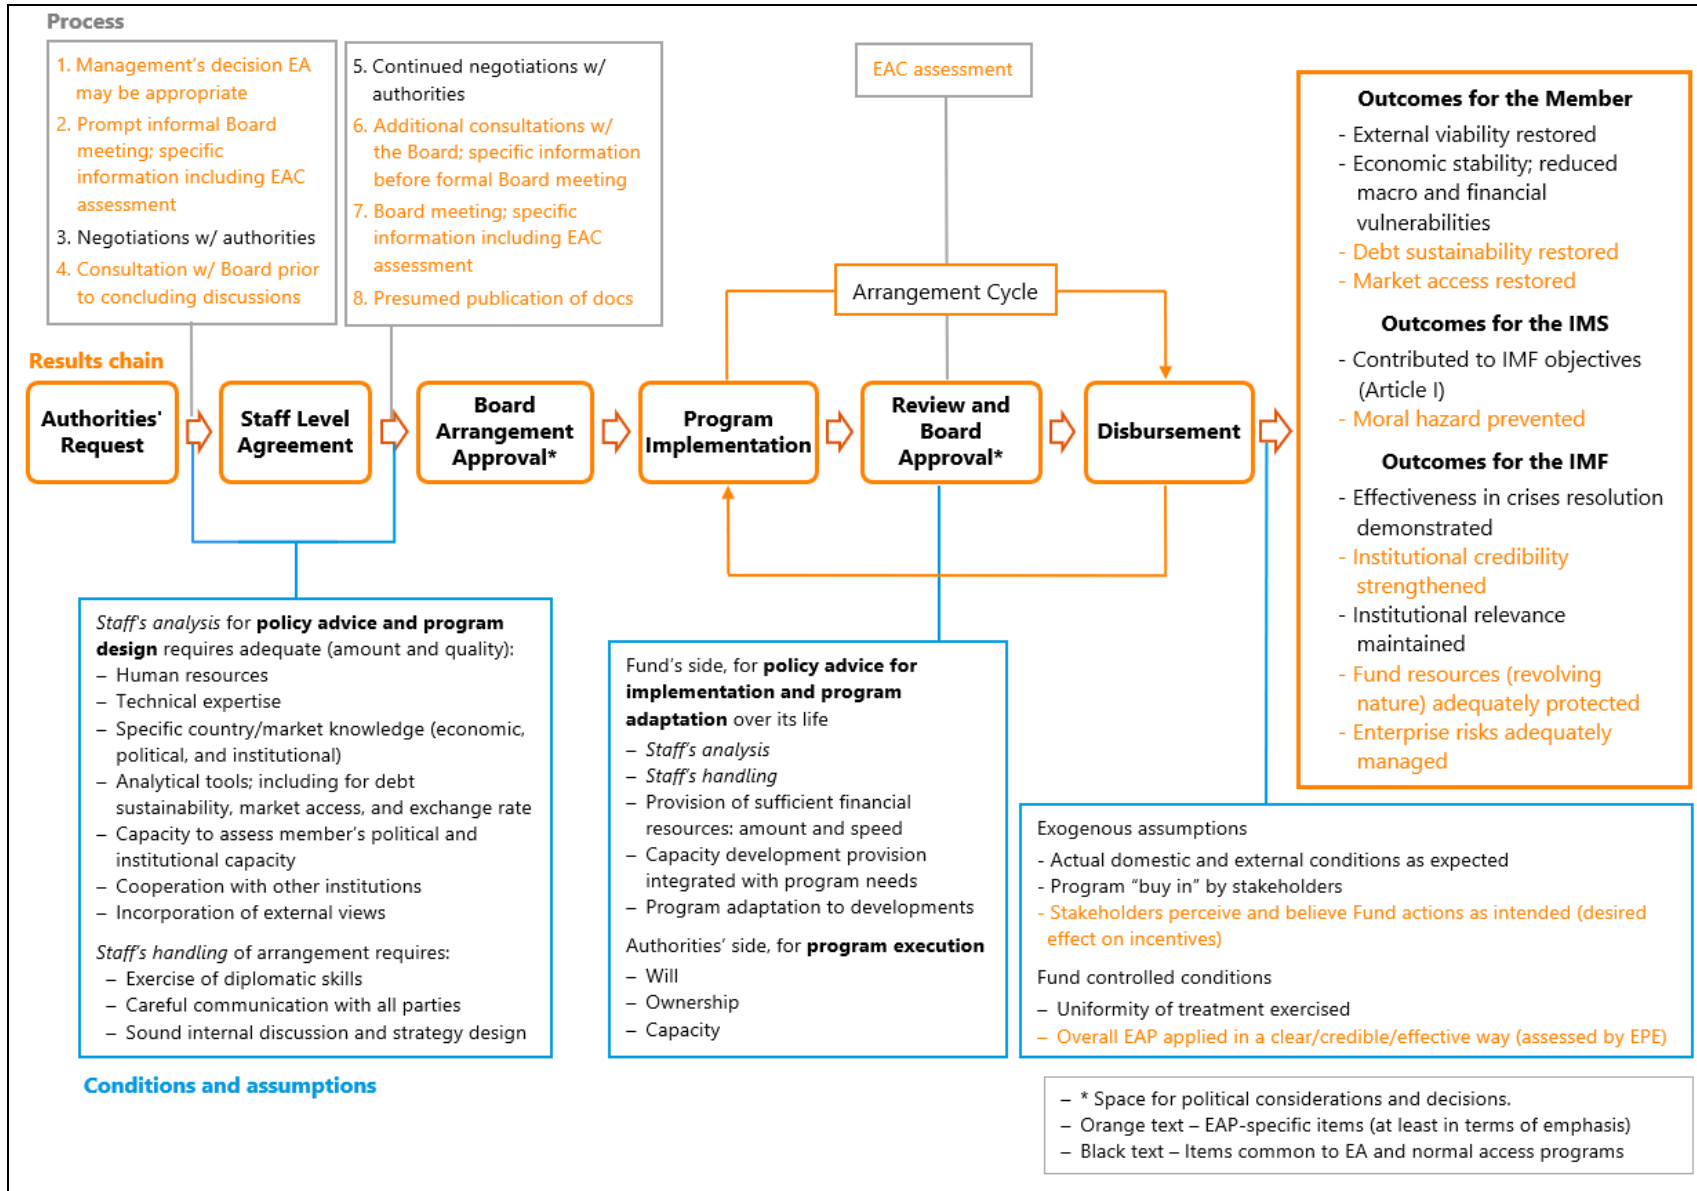 Process
1. Management's decision EA
may be appropriate
2. Prompt informal Board
meeting; specific
information including EAC
assessment
3. Negotiations w/ authorities
4. Consultation w/ Board prior
to concluding discussions
5. Continued negotiations w/
authorities
6. Additional consultations w/
the Board; specific information
before formal Board meeting
7. Board meeting; specific
information including EAC
assessment
8. Presumed publication of docs
EAC assessment
Arrangement Cycle
Results chain
Authorities'
Request
Staff Level
Agreement
Board
Arrangement
Approval*
Program
Implementation
Review and
Board
Approval*
Disbursement
Outcomes for the Member
- External viability restored
- Economic stability; reduced
macro and financial
vulnerabilities
- Debt sustainability restored
- Market access restored
Outcomes for the IMS
- Contributed to IMF objectives
(Article I)
- Moral hazard prevented
Outcomes for the IMF
- Effectiveness in crises resolution
demonstrated
- Institutional credibility
strengthened
- Institutional relevance
maintained
- Fund resources (revolving
nature) adequately protected
- Enterprise risks adequately
managed
Staff's analysis for policy advice and program
design requires adequate (amount and quality):
– Human resources
– Technical expertise
– Specific country/market knowledge (economic,
political, and institutional)
– Analytical tools; including for debt
sustainability, market access, and exchange rate
– Capacity to assess member's political and
institutional capacity
– Cooperation with other institutions
– Incorporation of external views
Staff's handling of arrangement requires:
– Exercise of diplomatic skills
– Careful communication with all parties
– Sound internal discussion and strategy design
Conditions and assumptions
Fund's side, for policy advice for
implementation and program
adaptation over its life
– Staff's analysis
– Staff's handling
– Provision of sufficient financial
resources: amount and speed
– Capacity development provision
integrated with program needs
– Program adaptation to developments
Authorities' side, for program execution
– Will
– Ownership
– Capacity
Exogenous assumptions
- Actual domestic and external conditions as expected
- Program “buy in” by stakeholders
- Stakeholders perceive and believe Fund actions as intended (desired
effect on incentives)
Fund controlled conditions
– Uniformity of treatment exercised
– Overall EAP applied in a clear/credible/effective way (assessed by EPE)
– * Space for political considerations and decisions.
– Orange text – EAP-specific items (at least in terms of emphasis)
– Black text – Items common to EA and normal access programs